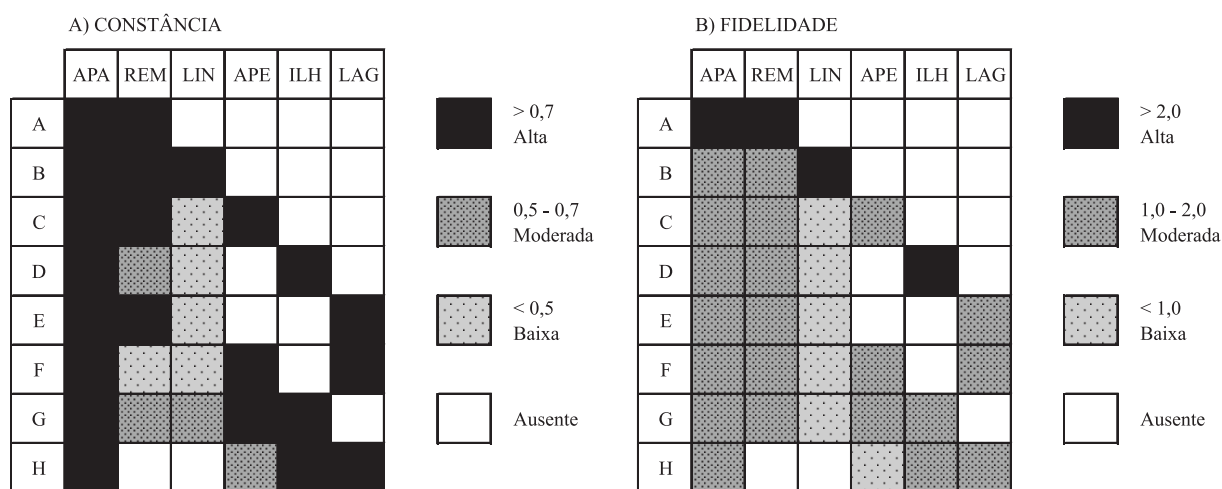 A) CONSTÂNCIA
APA REM LIN APE ILH LAG
A
B
C
D
E
F
G
H
> 0,7
Alta
0,5 - 0,7
Moderada
< 0,5
Baixa
Ausente
B) FIDELIDADE
APA REM LIN APE ILH LAG
A
B
C
D
E
F
G
H
> 2,0
Alta
1,0 - 2,0
Moderada
< 1,0
Baixa
Ausente